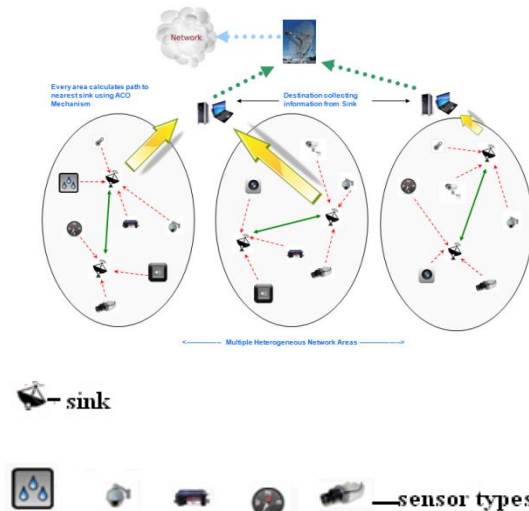 Network
Every area calculates path to
nearest sink using ACO
Mechanism
Destination collecting
information from Sink
<-------------- Multiple Heterogeneous Network Areas -------------->
sink
sensor types